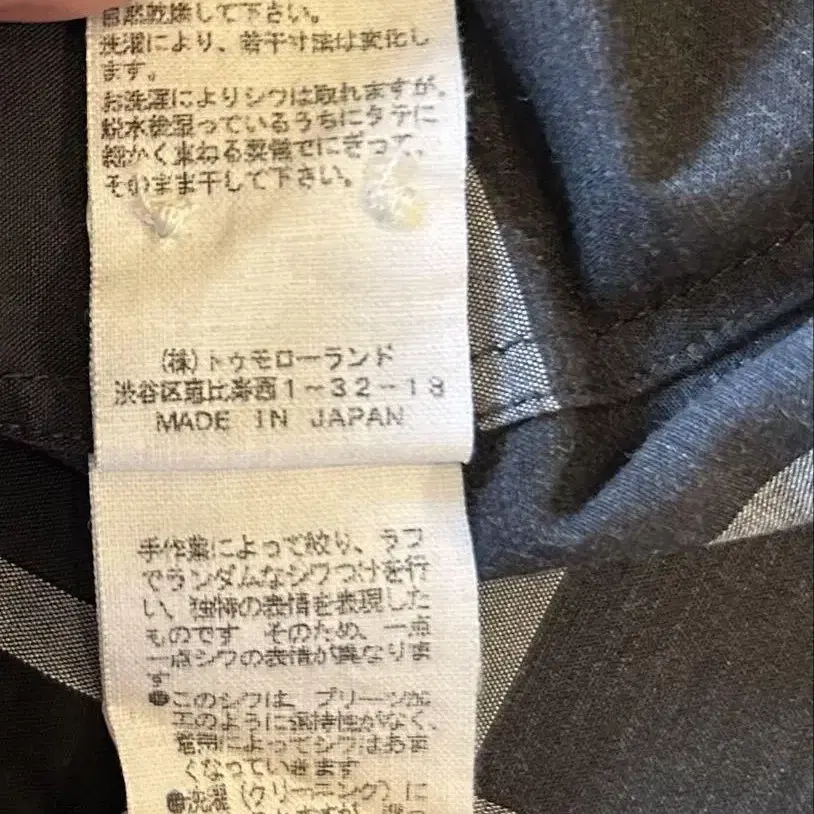 自然乾燥して下さい。
洗濯により、若干寸法は変化し
ます。
お洗濯によりシワは取れますが、
脱水後湿っているうちにタテに
細かく束ねる要領でにぎって、
そのまま干して下さい。
(株)トゥモローランド
渋谷区恵比寿西1-32-18
MADE IN JAPAN
手作業によって絞り、ラフ
でランダムなシワつけを行
い、独特の表情を表現した
ものです そのため、一点
一点シワの表情が異なりま
す
●このシワは、プリーツ加
工のように保持性がなく、
着用によってシワはあま
くなっていきます
●洗濯(クリーニング)に